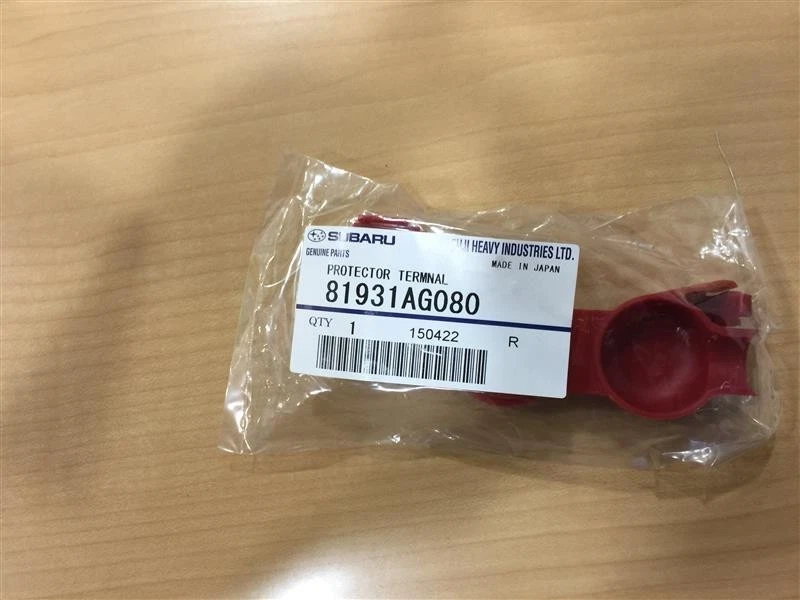 SUBARU
GENUINE PARTS
HEAVY INDUSTRIES LTD.
MADE IN JAPAN
PROTECTOR TERMNAL
81931AG080
QTY 1 150422 R